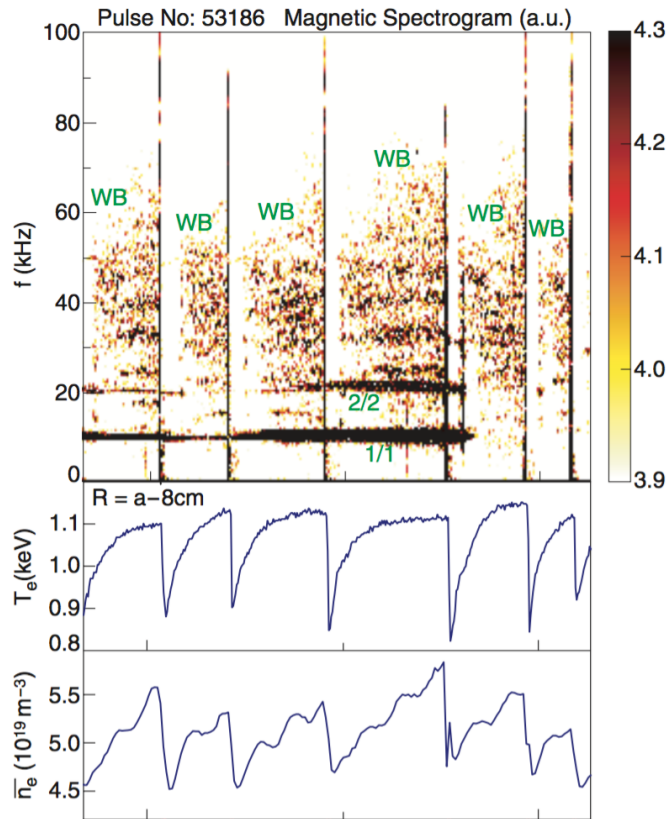 Pulse No: 53186 Magnetic Spectrogram (a.u.)
100
80
60
40
20
0
f (kHz)
WB
WB
WB
WB
WB
WB
2/2
1/1
4.3
4.2
4.1
4.0
3.9
R = a–8cm
1.1
1.0
0.9
0.8
Te(keV)
5.5
5.0
4.5
n̅e (10¹⁹ m⁻³)